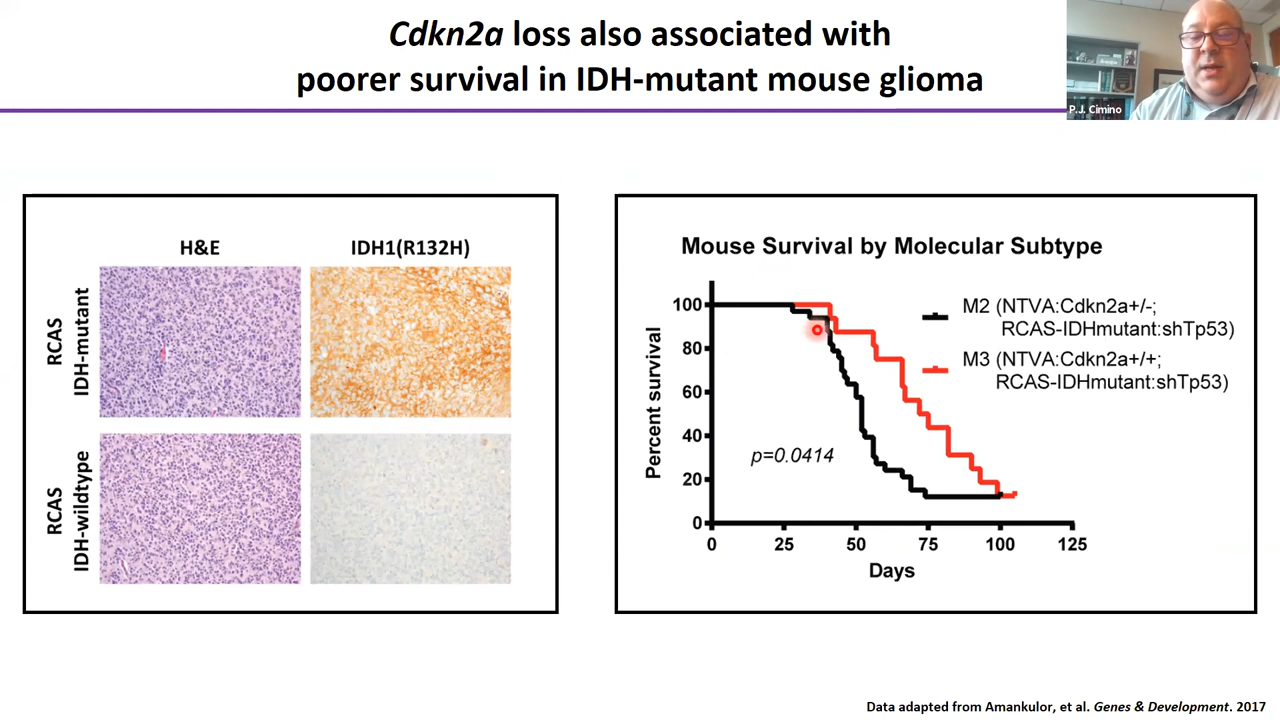 Cdkn2a loss also associated with
poorer survival in IDH-mutant mouse glioma
P.J. Cimino
H&E
IDH1(R132H)
RCAS
IDH-mutant
RCAS
IDH-wildtype
Mouse Survival by Molecular Subtype
Percent survival
100
80
60
40
20
0
p=0.0414
M2 (NTVA:Cdkn2a+/-;
RCAS-IDHmutant:shTp53)
M3 (NTVA:Cdkn2a+/+;
RCAS-IDHmutant:shTp53)
0 25 50 75 100 125
Days
Data adapted from Amankulor, et al. Genes & Development. 2017